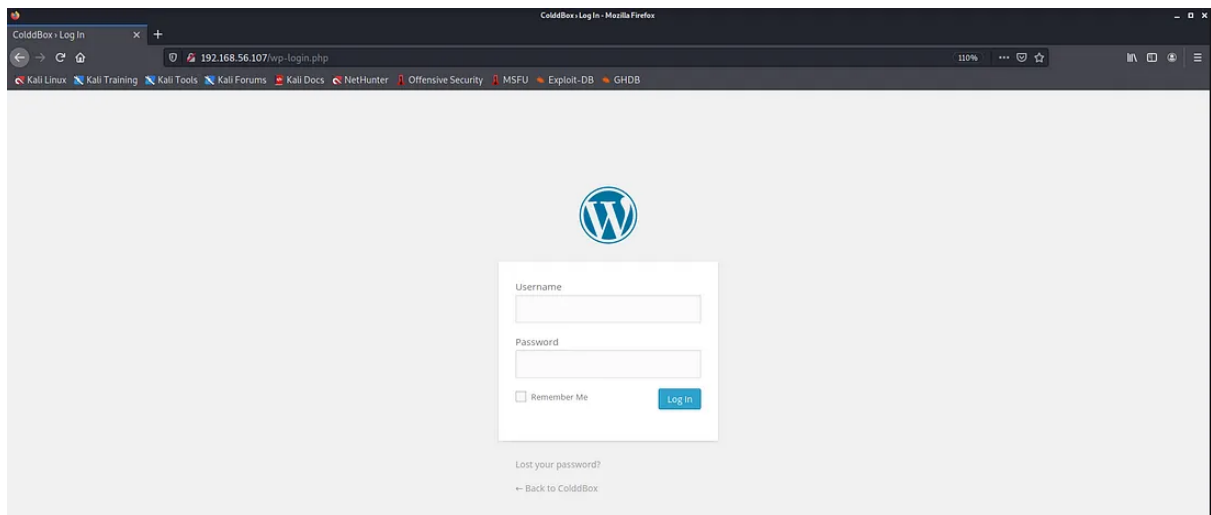 ColddBox › Log In - Mozilla Firefox
ColddBox › Log In × +
192.168.56.107/wp-login.php 110%
Kali Linux Kali Training Kali Tools Kali Forums Kali Docs NetHunter Offensive Security MSFU Exploit-DB GHDB
W
Username
Password
Remember Me Log In
Lost your password?
← Back to ColddBox